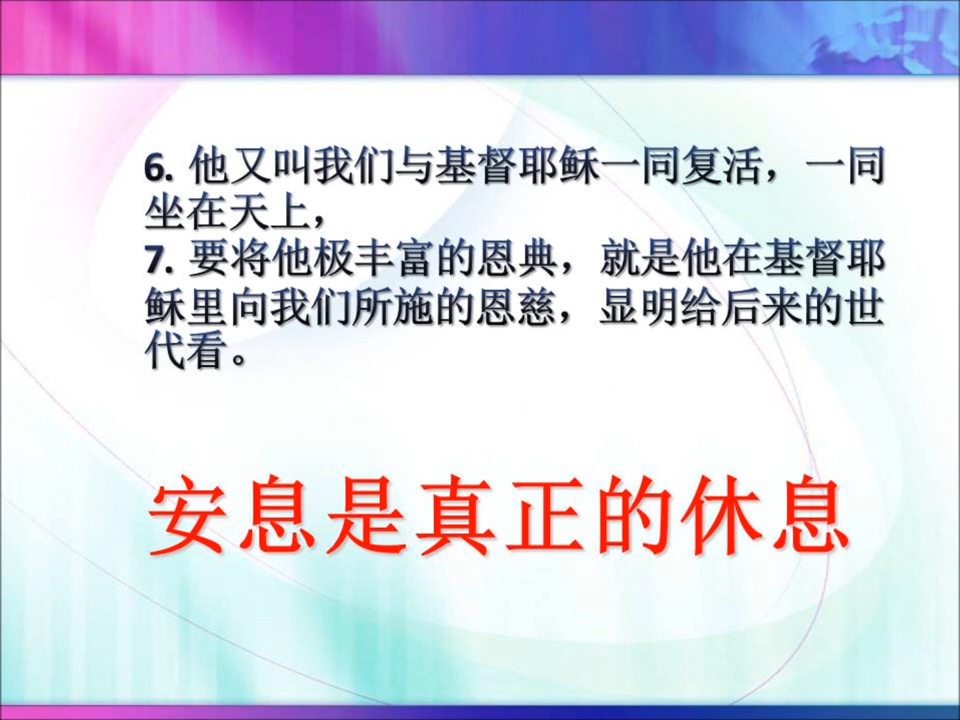 6. 他又叫我们与基督耶稣一同复活，一同
坐在天上，
7. 要将他极丰富的恩典，就是他在基督耶
稣里向我们所施的恩慈，显明给后来的世
代看。
安息是真正的休息